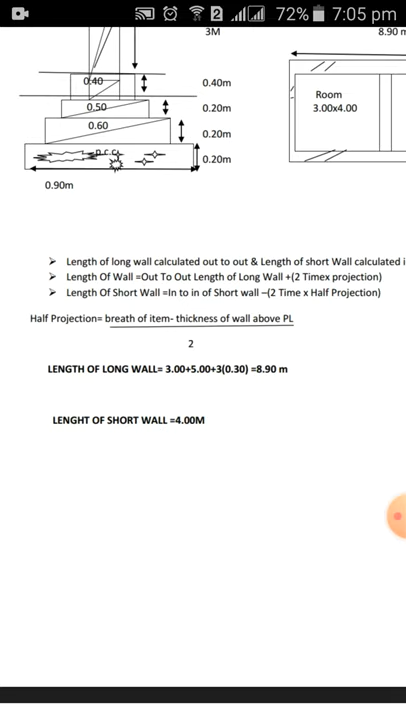 2 72% 7:05 pm
3M
8.90 m
0.40
0.40m
0.50
0.20m
0.60
0.20m
P.C.C
0.20m
0.90m
Room
3.00x4.00
➤ Length of long wall calculated out to out & Length of short Wall calculated i
➤ Length Of Wall =Out To Out Length of Long Wall +(2 Timex projection)
➤ Length Of Short Wall =In to in of Short wall –(2 Time x Half Projection)
Half Projection= breath of item- thickness of wall above PL
2
LENGTH OF LONG WALL= 3.00+5.00+3(0.30) =8.90 m
LENGHT OF SHORT WALL =4.00M